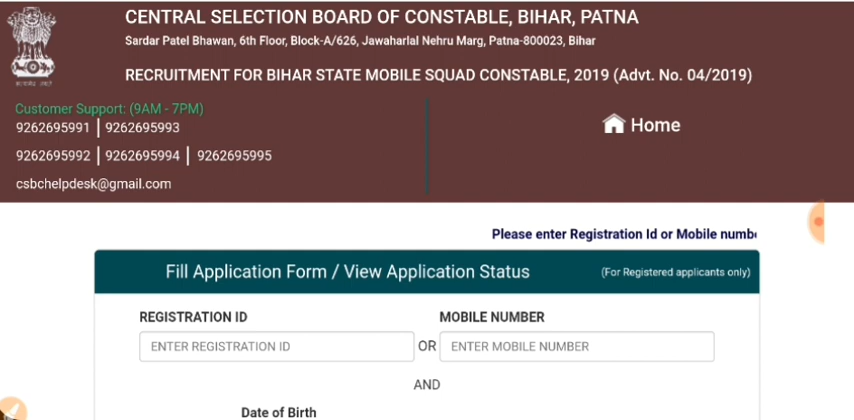 CENTRAL SELECTION BOARD OF CONSTABLE, BIHAR, PATNA
Sardar Patel Bhawan, 6th Floor, Block-A/626, Jawaharlal Nehru Marg, Patna-800023, Bihar
RECRUITMENT FOR BIHAR STATE MOBILE SQUAD CONSTABLE, 2019 (Advt. No. 04/2019)
Customer Support: (9AM - 7PM)
9262695991 | 9262695993
Home
9262695992 | 9262695994 | 9262695995
csbchelpdesk@gmail.com
Please enter Registration Id or Mobile numb
Fill Application Form / View Application Status (For Registered applicants only)
REGISTRATION ID MOBILE NUMBER
ENTER REGISTRATION ID OR ENTER MOBILE NUMBER
AND
Date of Birth